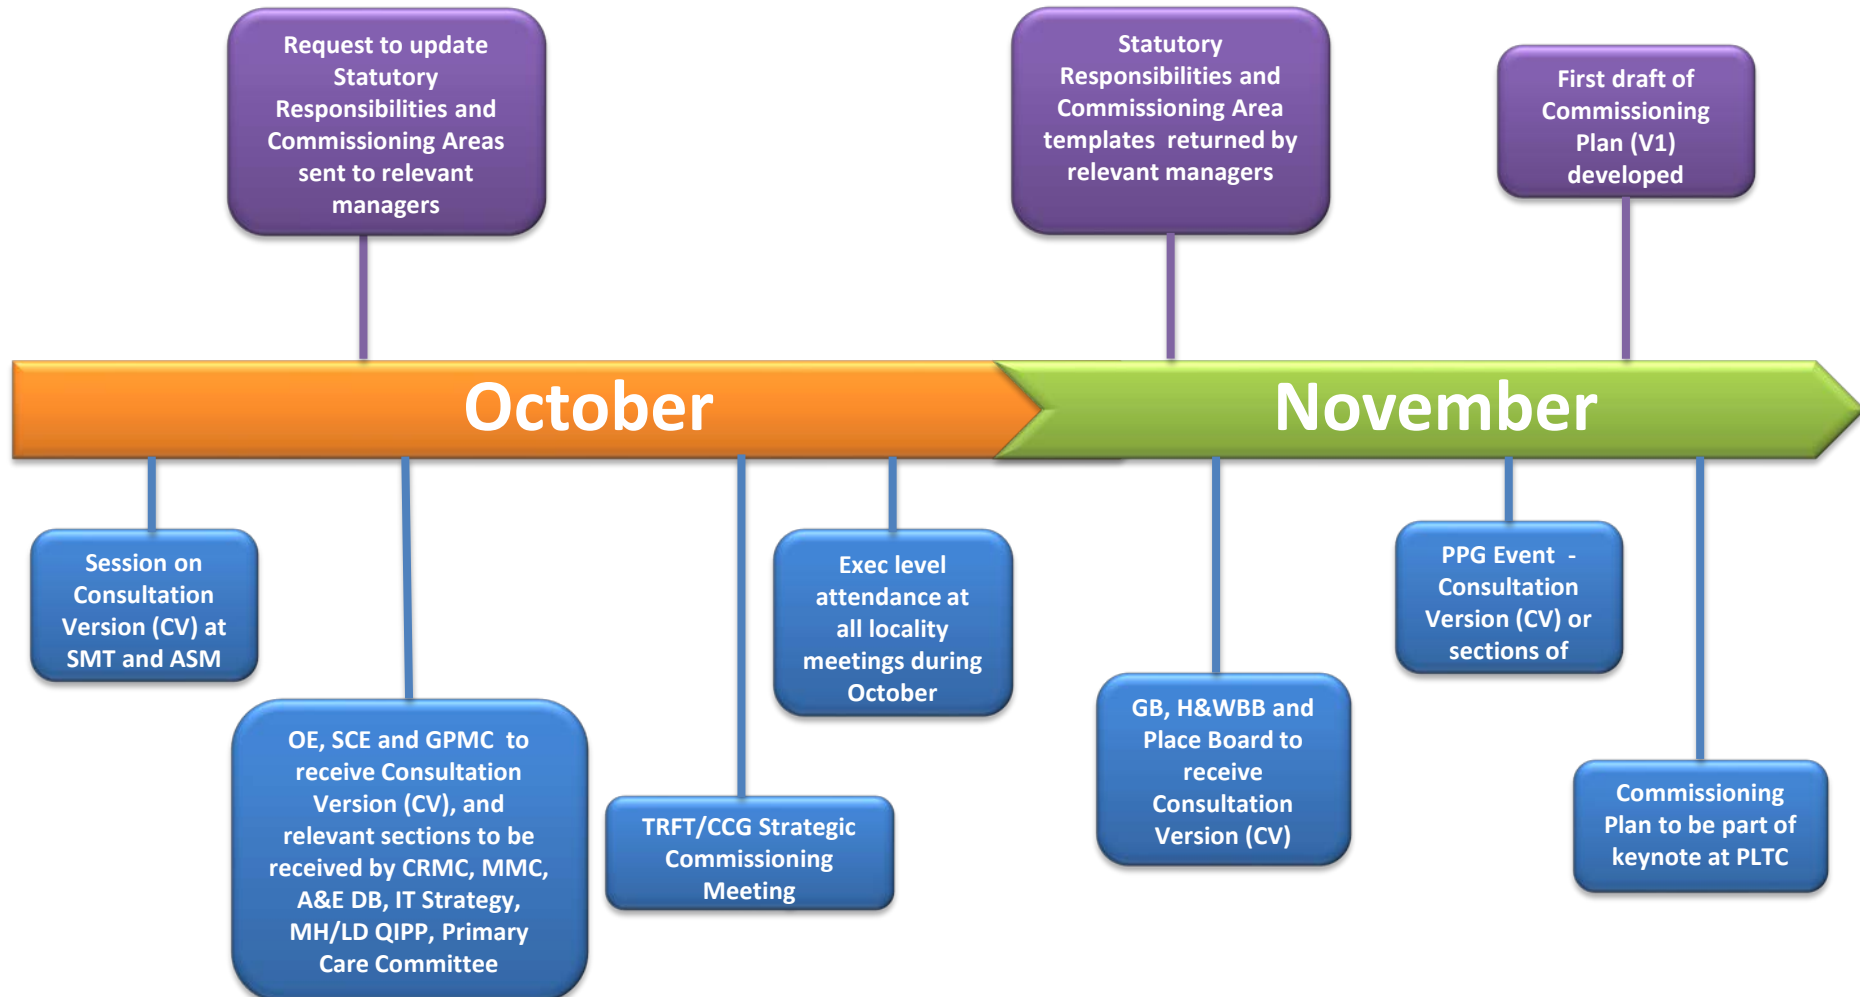 Request to update
Statutory
Responsibilities and
Commissioning Areas
sent to relevant
managers
Statutory
Responsibilities and
Commissioning Area
templates  returned by
relevant managers
First draft of
Commissioning
Plan (V1)
developed
October
November
Session on
Consultation
Version (CV) at
SMT and ASM
OE, SCE and GPMC  to
receive Consultation
Version (CV), and
relevant sections to be
received by CRMC, MMC,
A&E DB, IT Strategy,
MH/LD QIPP, Primary
Care Committee
TRFT/CCG Strategic
Commissioning
Meeting
Exec level
attendance at
all locality
meetings during
October
GB, H&WBB and
Place Board to
receive
Consultation
Version (CV)
PPG Event  -
Consultation
Version (CV) or
sections of
Commissioning
Plan to be part of
keynote at PLTC